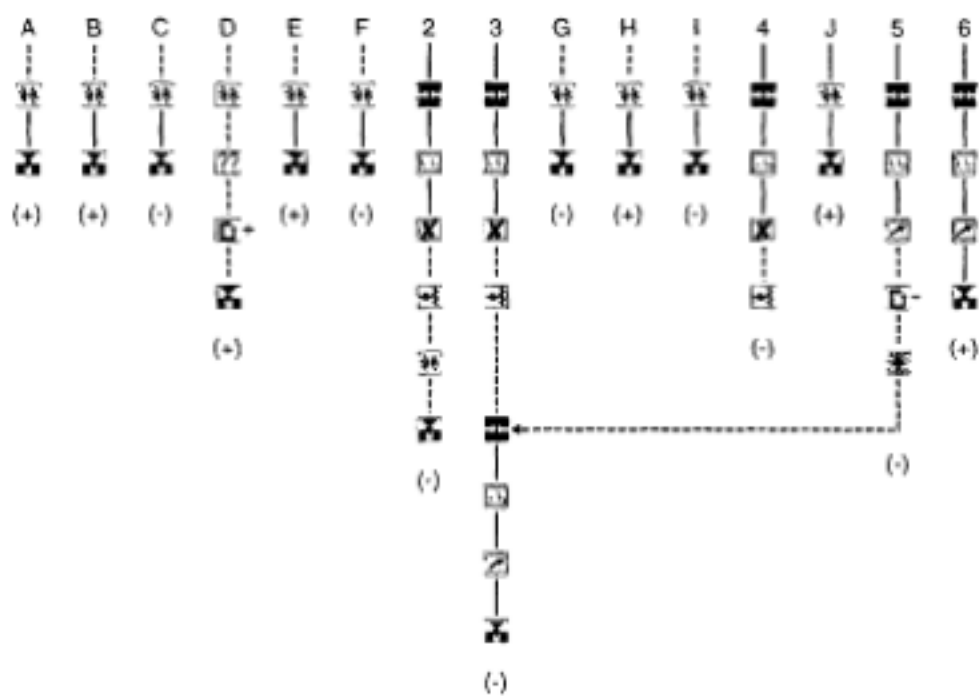 A B C D E F 2 3 G H I 4 J 5 6
??
(+) (+) (-) (+) (-) (-) (+) (-) (+)
+ -
(+) (-) (+)
(-) (-)
(-)